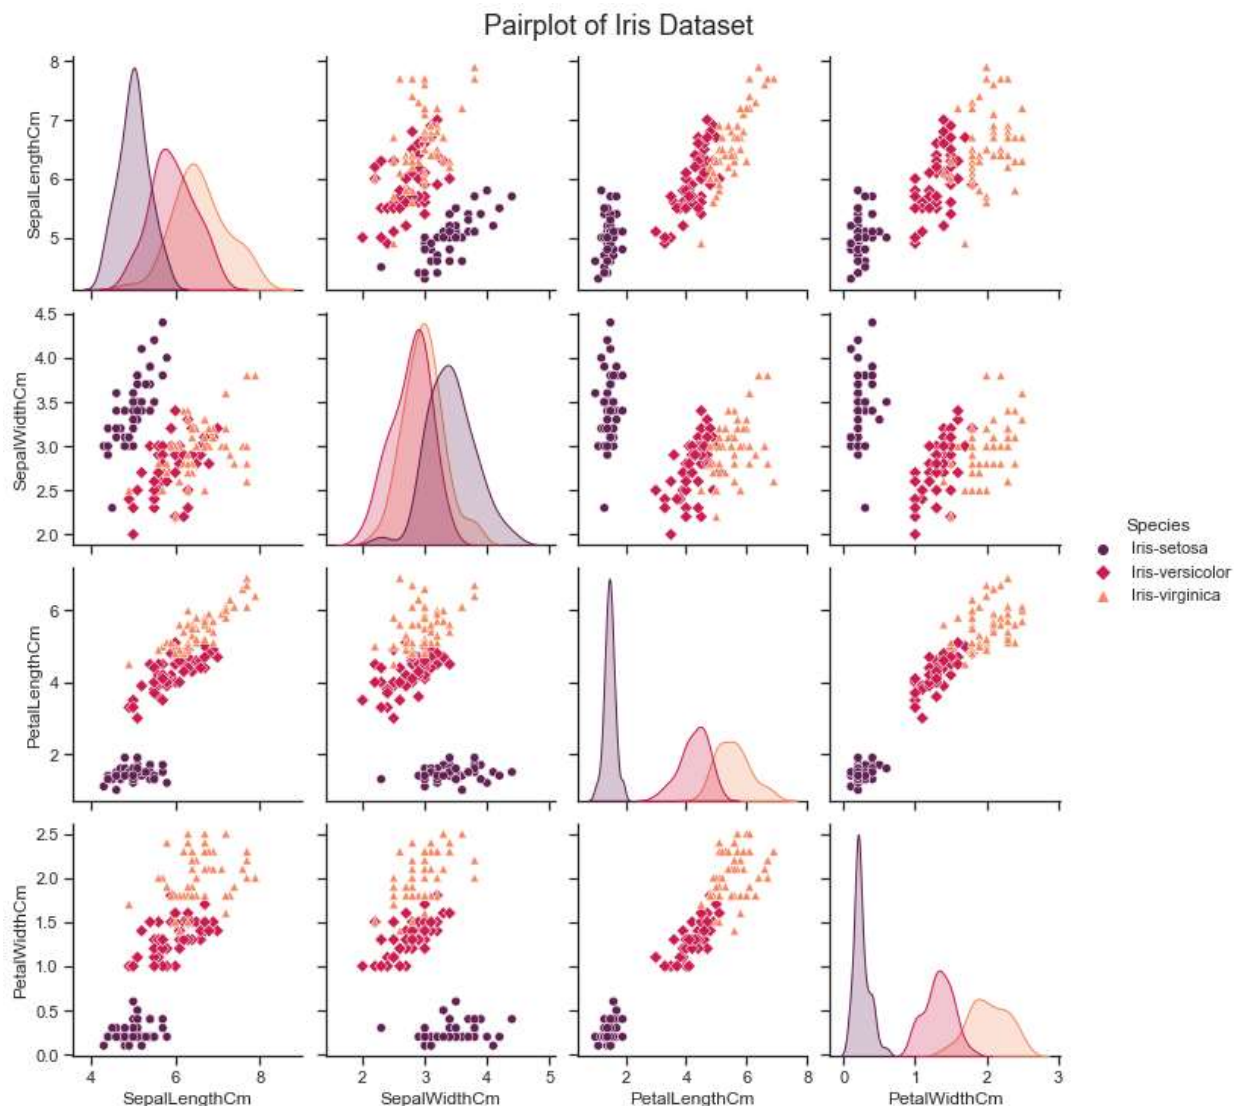 Pairplot of Iris Dataset
8
7
6
5
SepalLengthCm
4.5
4.0
3.5
3.0
2.5
2.0
SepalWidthCm
6
4
2
PetalLengthCm
2.5
2.0
1.5
1.0
0.5
0.0
PetalWidthCm
4 6 8
2 3 4 5
2 4 6 8
0 1 2 3
SepalLengthCm
SepalWidthCm
PetalLengthCm
PetalWidthCm
Species
Iris-setosa
Iris-versicolor
Iris-virginica